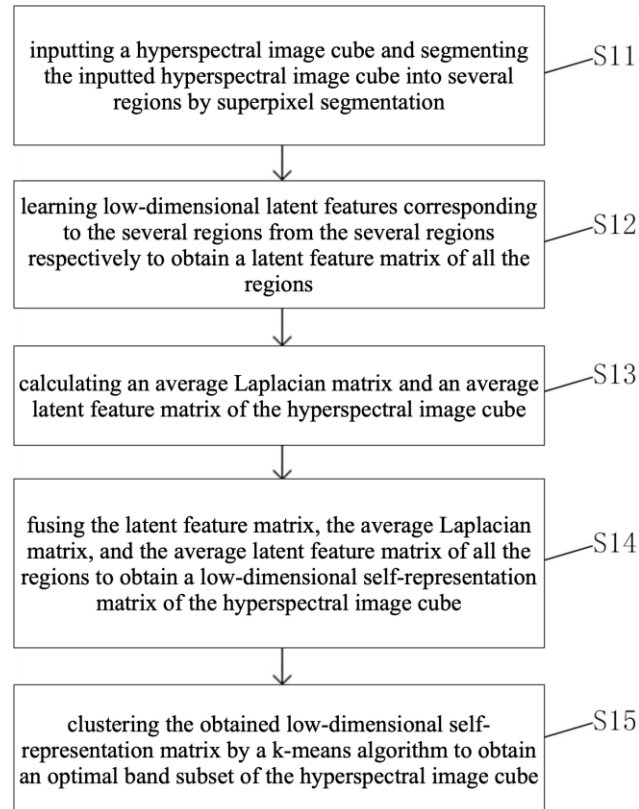 inputting a hyperspectral image cube and segmenting
the inputted hyperspectral image cube into several
regions by superpixel segmentation
S11
learning low-dimensional latent features corresponding
to the several regions from the several regions
respectively to obtain a latent feature matrix of all the
regions
S12
calculating an average Laplacian matrix and an average
latent feature matrix of the hyperspectral image cube
S13
fusing the latent feature matrix, the average Laplacian
matrix, and the average latent feature matrix of all the
regions to obtain a low-dimensional self-representation
matrix of the hyperspectral image cube
S14
clustering the obtained low-dimensional self-
representation matrix by a k-means algorithm to obtain
an optimal band subset of the hyperspectral image cube
S15